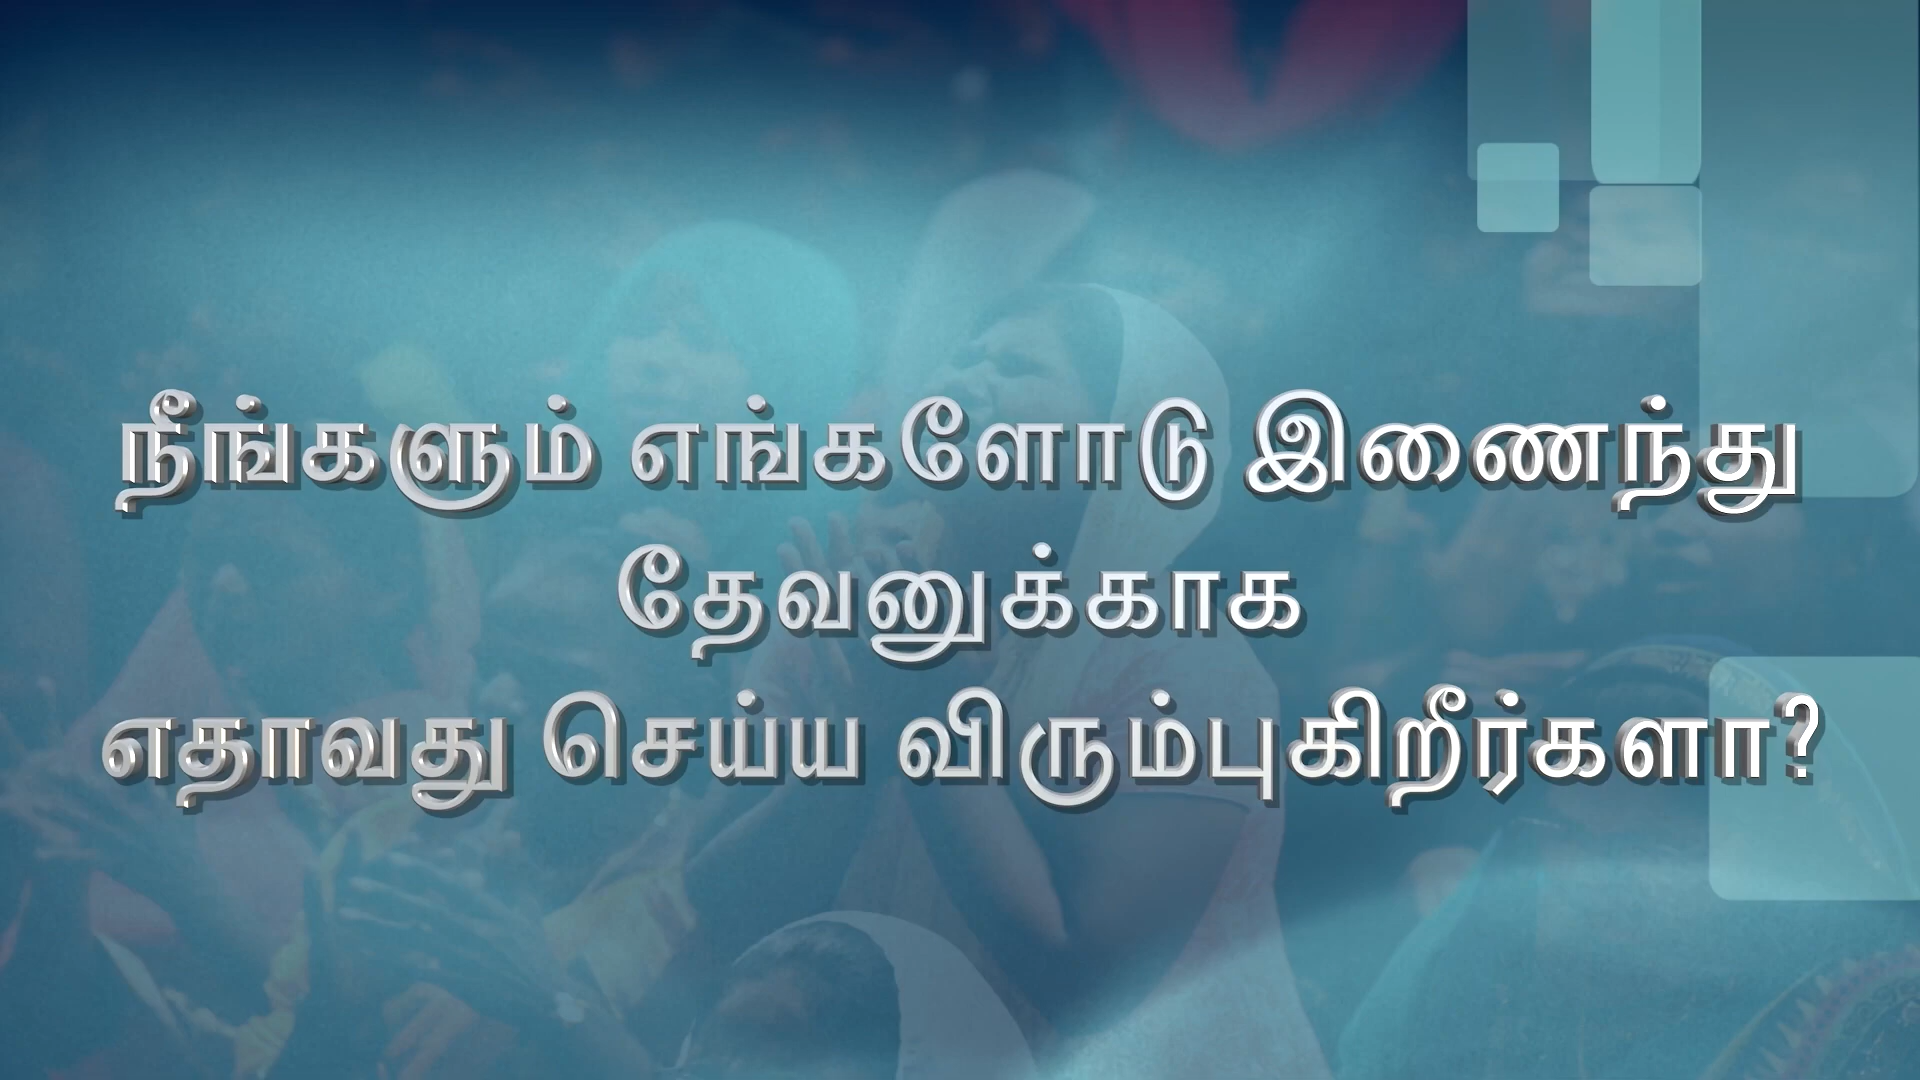 நீங்களும் எங்களோடு இணைந்து
தேவனுக்காக
எதாவது செய்ய விரும்புகிறீர்களா?